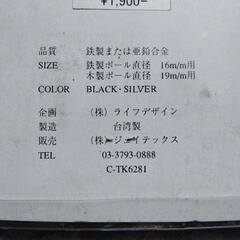 ¥1,900−
品質 鉄製または亜鉛合金
SIZE 鉄製ポール直径 16m/m用
木製ポール直径 19m/m用
COLOR BLACK・SILVER
企画 (株)ライフデザイン
製造 台湾製
販売 (株)ジェイテックス
TEL 03-3793-0888
C-TK6281